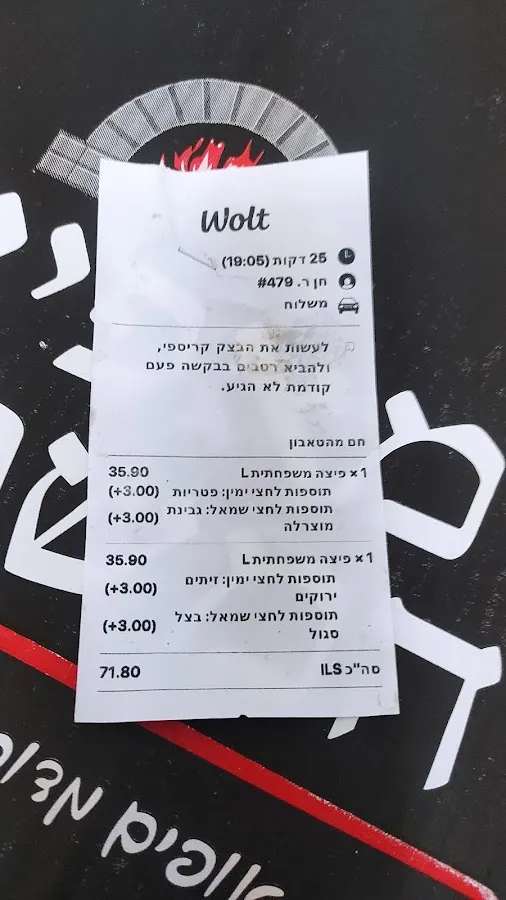 Wolt
25 דקות (19:05)
חן ר. #479
משלוח
לעשות את הבצק קריספי,
ולהביא רטבים בבקשה פעם
קודמת לא הגיע.
חם מהטאבון
1 × פיצה משפחתית L 35.90
תוספות לחצי ימין: פטריות (+3.00)
תוספות לחצי שמאל: גבינת (+3.00)
מוצרלה
1 × פיצה משפחתית L 35.90
תוספות לחצי ימין: זיתים (+3.00)
ירוקים
תוספות לחצי שמאל: בצל (+3.00)
סגול
סה"כ ILS 71.80